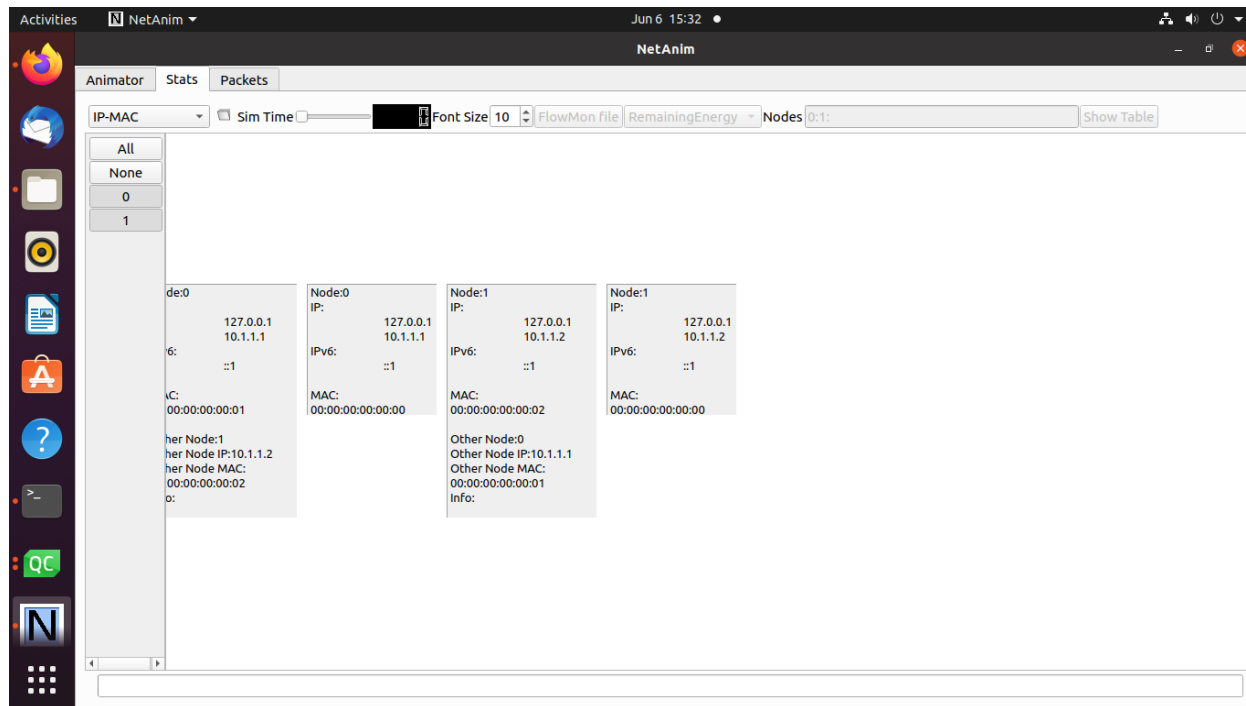 Activities NetAnim Jun 6 15:32
NetAnim
Animator Stats Packets
IP-MAC Sim Time 0 Font Size 10 FlowMon file RemainingEnergy Nodes 0:1: Show Table
All
None
0
1
de:0
127.0.0.1
10.1.1.1
6:
::1
C:
00:00:00:00:01
her Node:1
her Node IP:10.1.1.2
her Node MAC:
00:00:00:00:02
o:
Node:0
IP:
127.0.0.1
10.1.1.1
IPv6:
::1
MAC:
00:00:00:00:00:00
Node:1
IP:
127.0.0.1
10.1.1.2
IPv6:
::1
MAC:
00:00:00:00:00:02
Other Node:0
Other Node IP:10.1.1.1
Other Node MAC:
00:00:00:00:00:01
Info:
Node:1
IP:
127.0.0.1
10.1.1.2
IPv6:
::1
MAC:
00:00:00:00:00:00
QC
N